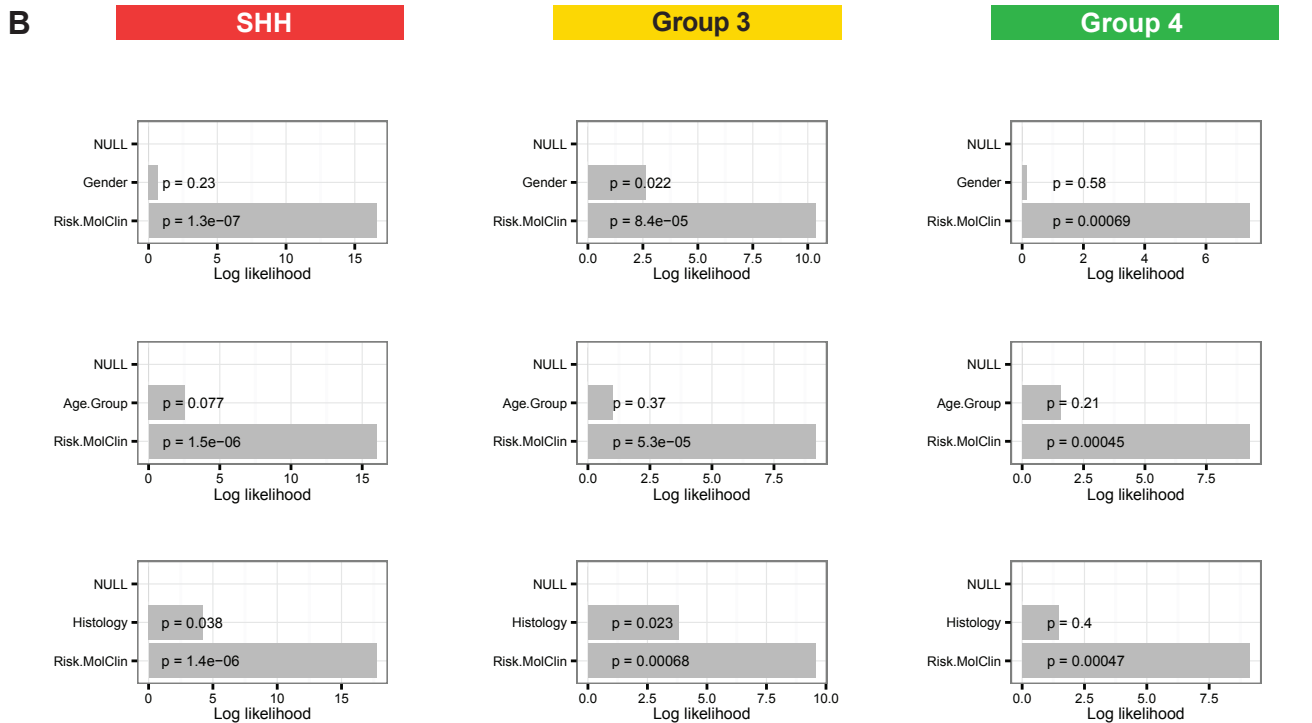 B
SHH
Group 3
Group 4
NULL
Gender
p = 0.23
Risk.MolClin
p = 1.3e−07
0 5 10 15
Log likelihood
NULL
Gender
p = 0.022
Risk.MolClin
p = 8.4e−05
0.0 2.5 5.0 7.5 10.0
Log likelihood
NULL
Gender
p = 0.58
Risk.MolClin
p = 0.00069
0 2 4 6
Log likelihood
NULL
Age.Group
p = 0.077
Risk.MolClin
p = 1.5e−06
0 5 10 15
Log likelihood
NULL
Age.Group
p = 0.37
Risk.MolClin
p = 5.3e−05
0.0 2.5 5.0 7.5
Log likelihood
NULL
Age.Group
p = 0.21
Risk.MolClin
p = 0.00045
0.0 2.5 5.0 7.5
Log likelihood
NULL
Histology
p = 0.038
Risk.MolClin
p = 1.4e−06
0 5 10 15
Log likelihood
NULL
Histology
p = 0.023
Risk.MolClin
p = 0.00068
0.0 2.5 5.0 7.5 10.0
Log likelihood
NULL
Histology
p = 0.4
Risk.MolClin
p = 0.00047
0.0 2.5 5.0 7.5
Log likelihood